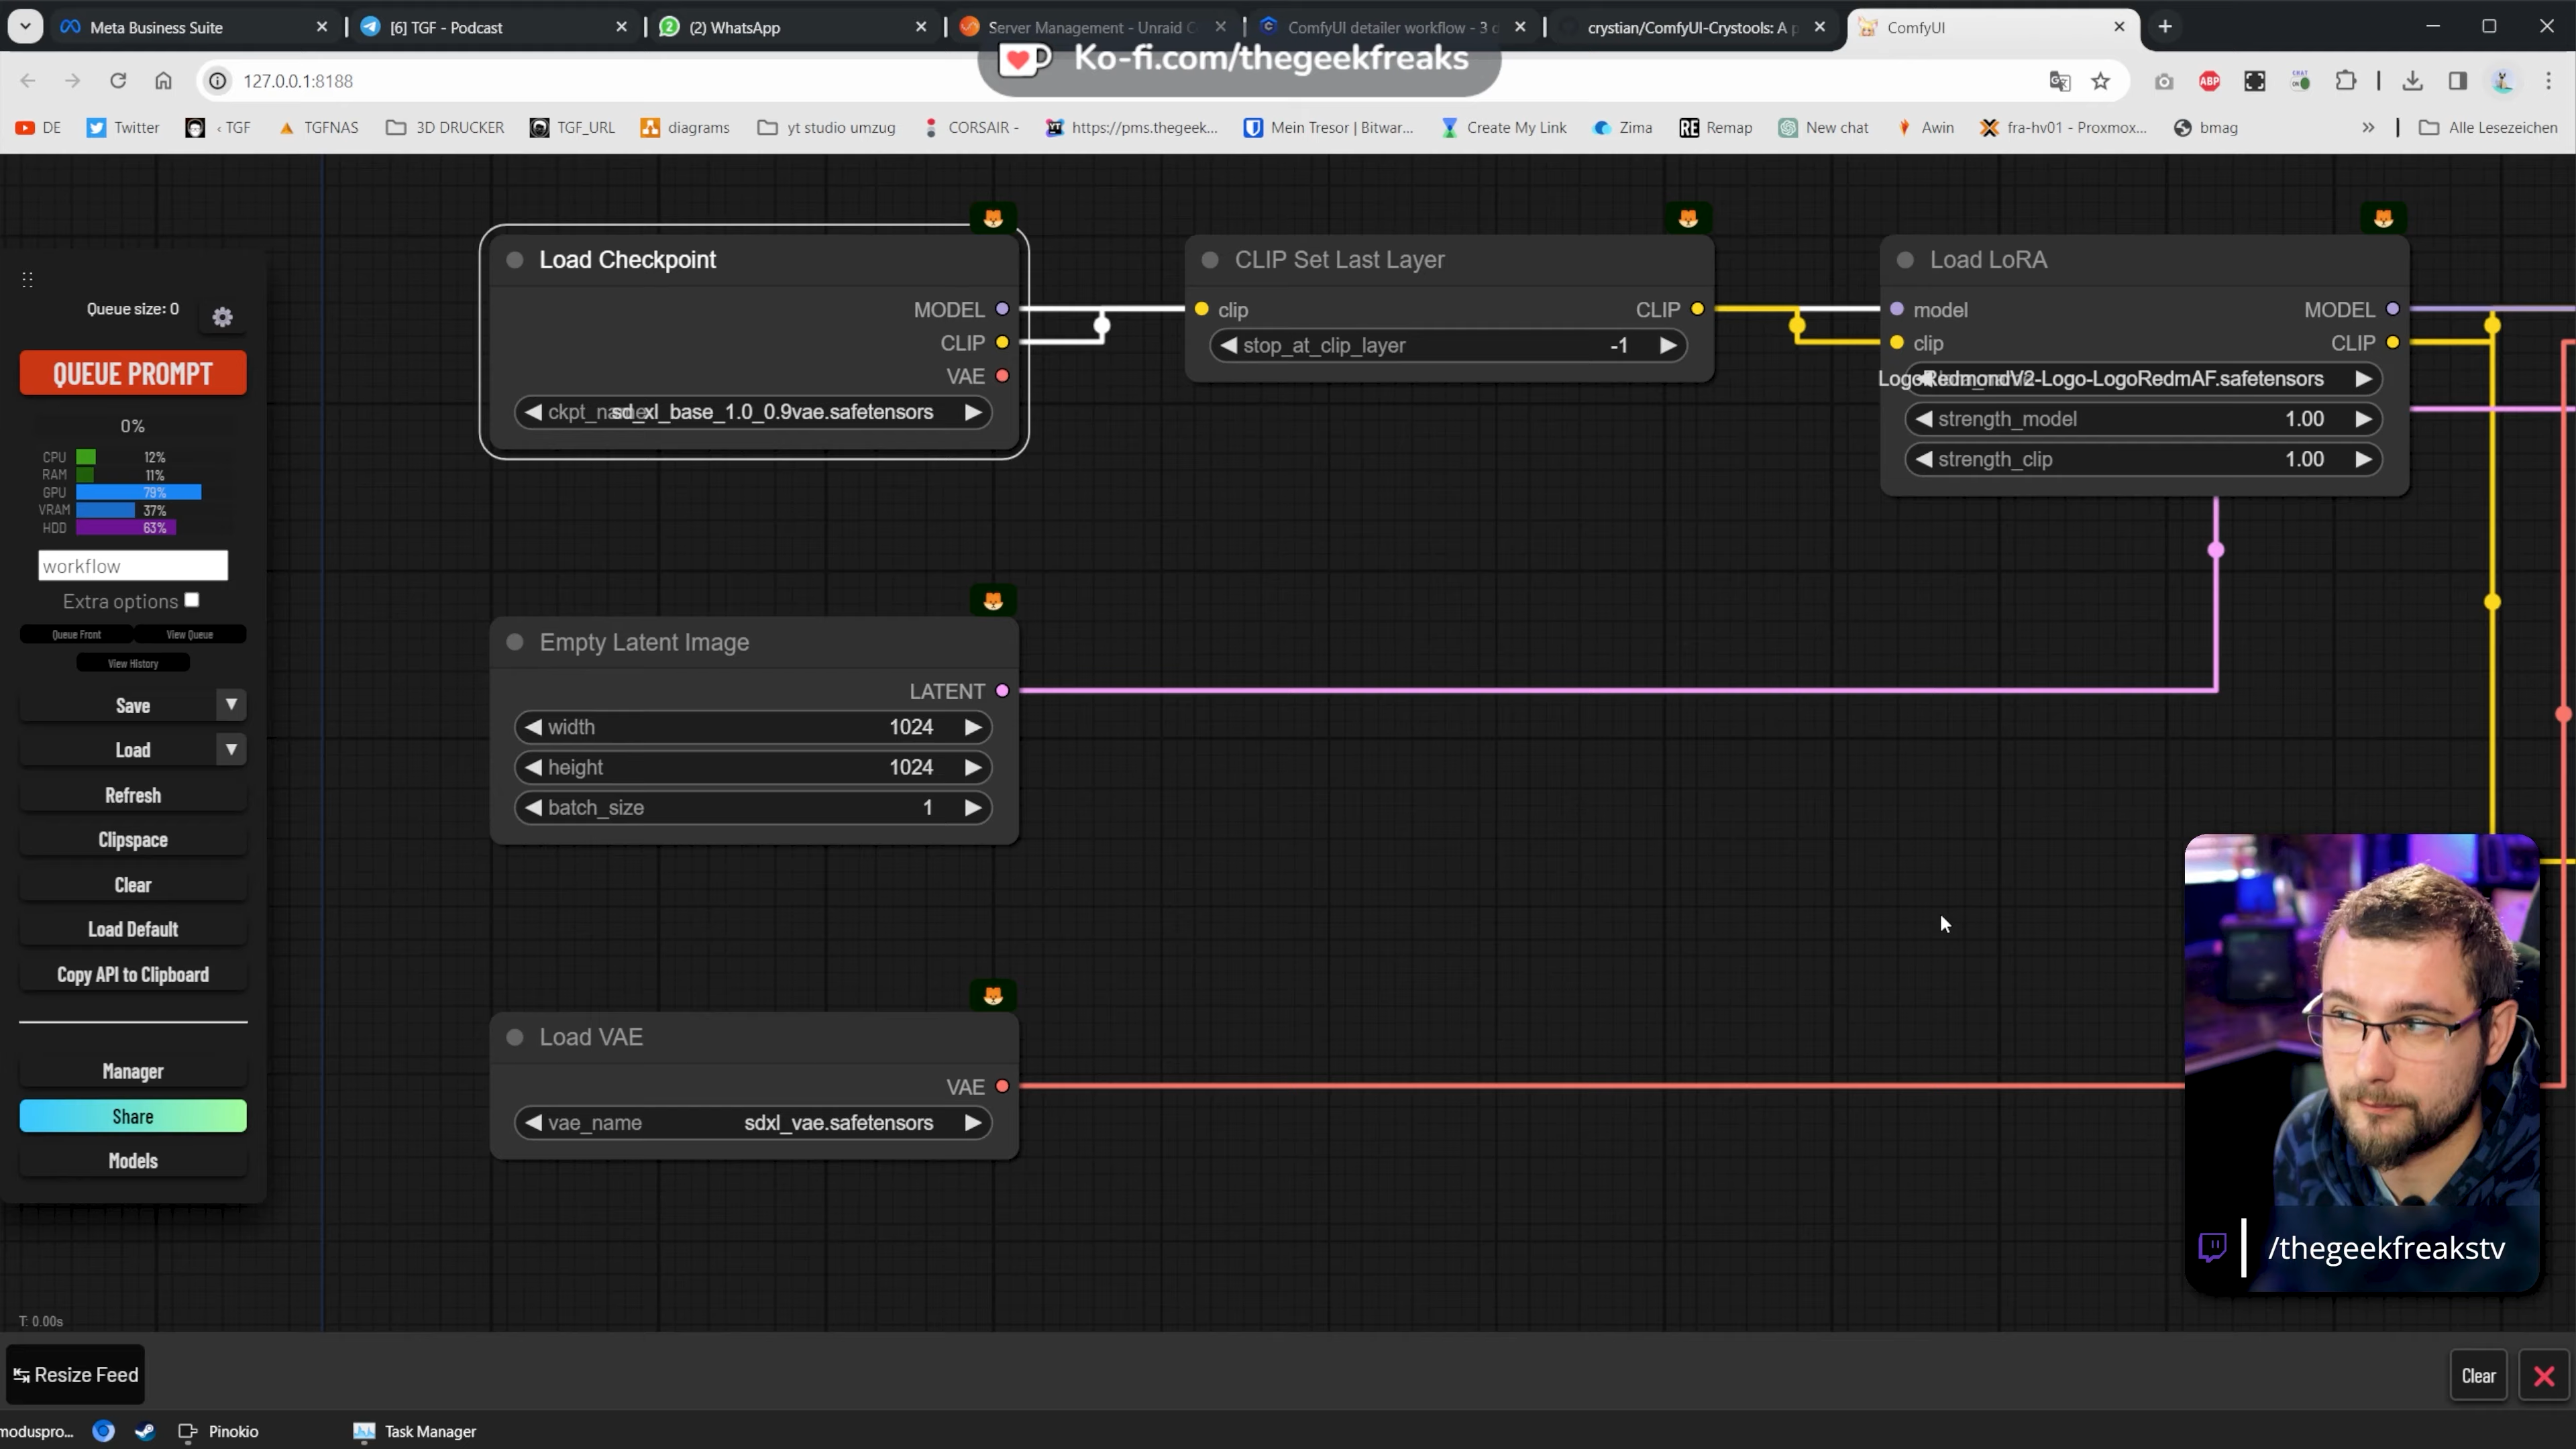 Meta Business Suite
[6] TGF - Podcast
(2) WhatsApp
Server Management - Unraid
ComfyUI detailer workflow - 3
crystian/ComfyUI-Crystools: A
ComfyUI
127.0.0.1:8188
Ko-fi.com/thegeekfreaks
ABP
DE
Twitter
‹ TGF
TGFNAS
3D DRUCKER
TGF_URL
diagrams
yt studio umzug
CORSAIR -
https://pms.thegeek...
Mein Tresor | Bitwar...
Create My Link
Zima
RE
Remap
New chat
Awin
fra-hv01 - Proxmox...
bmag
»
Alle Lesezeichen
Queue size: 0
QUEUE PROMPT
0%
CPU 12%
RAM 11%
GPU 79%
VRAM 37%
HDD 63%
workflow
Extra options
Queue Front
View Queue
View History
Save
Load
Refresh
Clipspace
Clear
Load Default
Copy API to Clipboard
Manager
Share
Models
T: 0.00s
Load Checkpoint
MODEL
CLIP
VAE
sd_xl_base_1.0_0.9vae.safetensors
CLIP Set Last Layer
clip CLIP
stop_at_clip_layer -1
Load LoRA
model MODEL
clip CLIP
LogoRedmondV2-Logo-LogoRedmAF.safetensors
strength_model 1.00
strength_clip 1.00
Empty Latent Image
LATENT
width 1024
height 1024
batch_size 1
Load VAE
VAE
vae_name sdxl_vae.safetensors
/thegeekfreakstv
Resize Feed
Clear
moduspro...
Pinokio
Task Manager